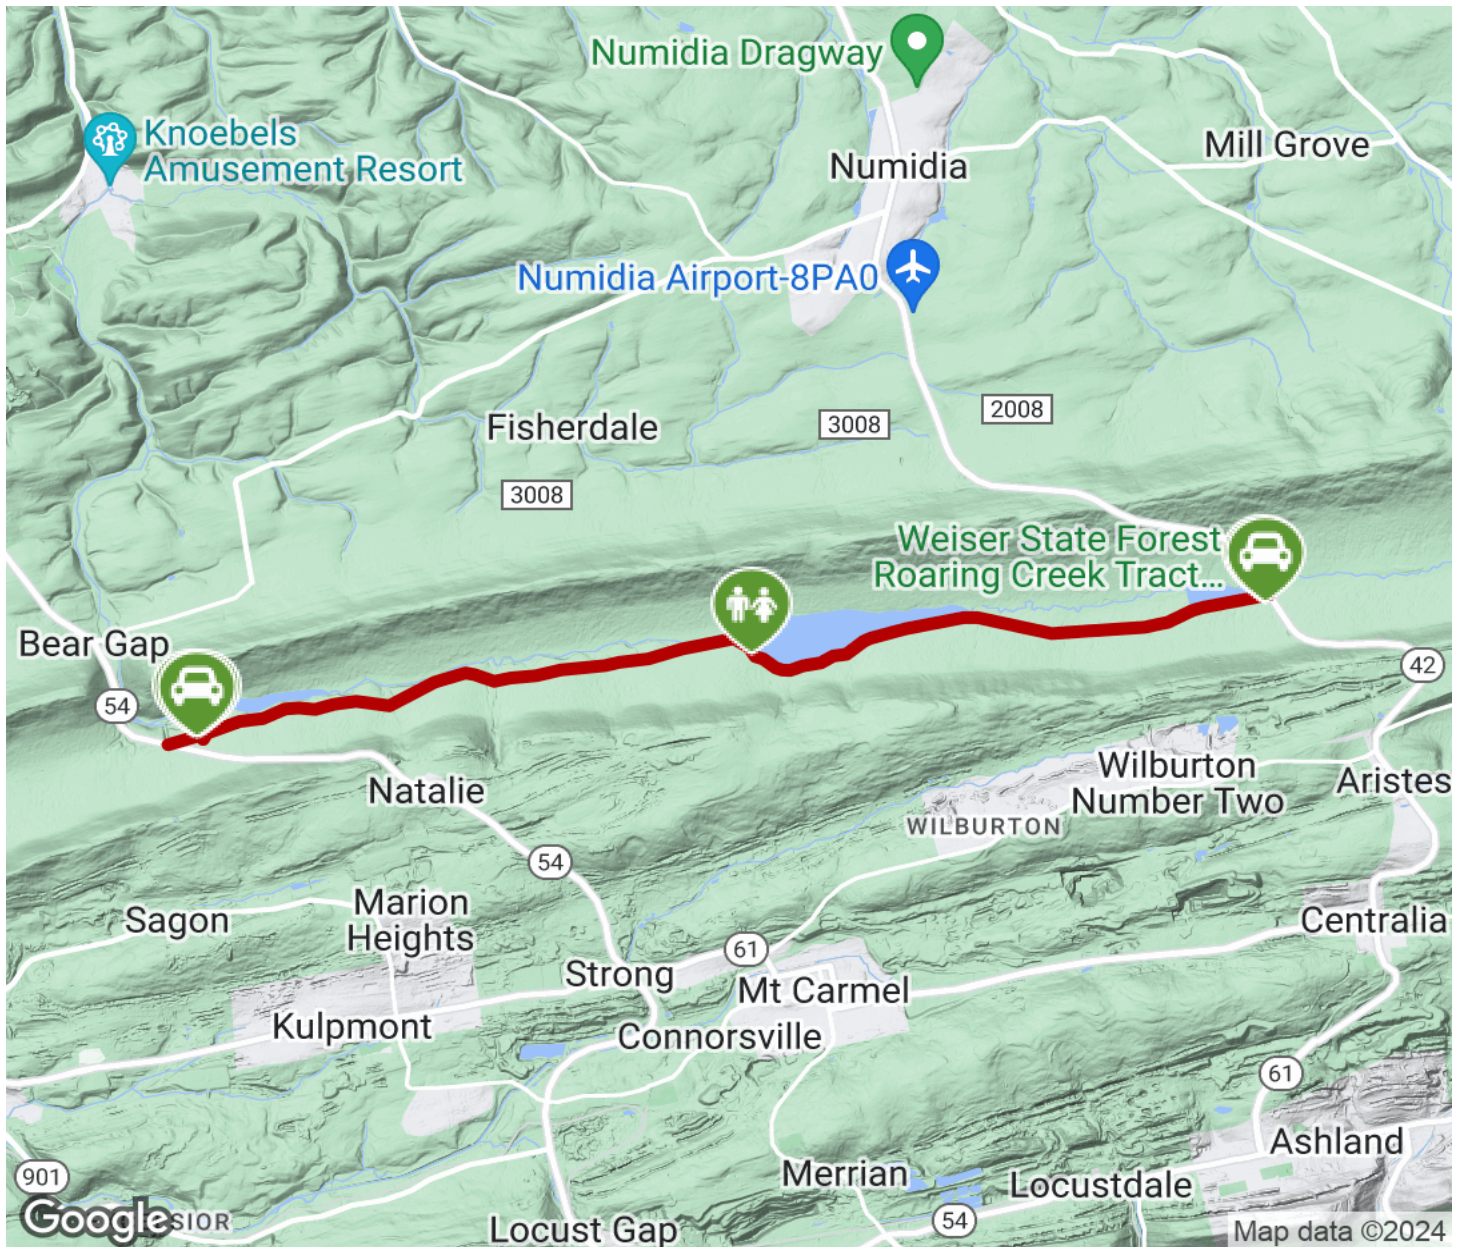 Numidia Dragway
Knoebels
Amusement Resort
Mill Grove
Numidia
Numidia Airport-8PA0
2008
3008
Fisherdale
3008
Weiser State Forest
Roaring Creek Tract...
Bear Gap
42
54
Natalie
Wilburton
Number Two
Aristes
WILBURTON
54
Marion
Heights
Sagon
Centralia
61
Strong
Mt Carmel
Kulpmont
Connorsville
61
Ashland
Merrian
901
Locustdale
Google
SIOR
54
Locust Gap
Map data ©2024